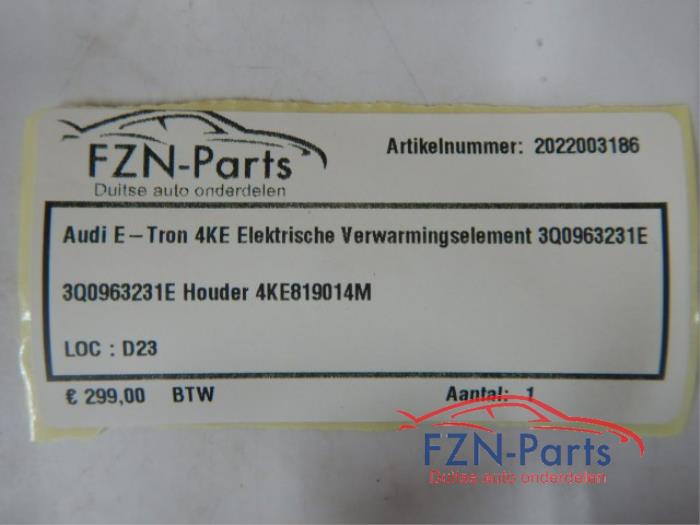 FZN-Parts
Duitse auto onderdelen
Artikelnummer: 2022003186
Audi E-Tron 4KE Elektrische Verwarmingselement 3Q0963231E
3Q0963231E Houder 4KE819014M
LOC : D23
€ 299,00 BTW Aantal: 1
FZN-Parts
Duitse auto onderdelen